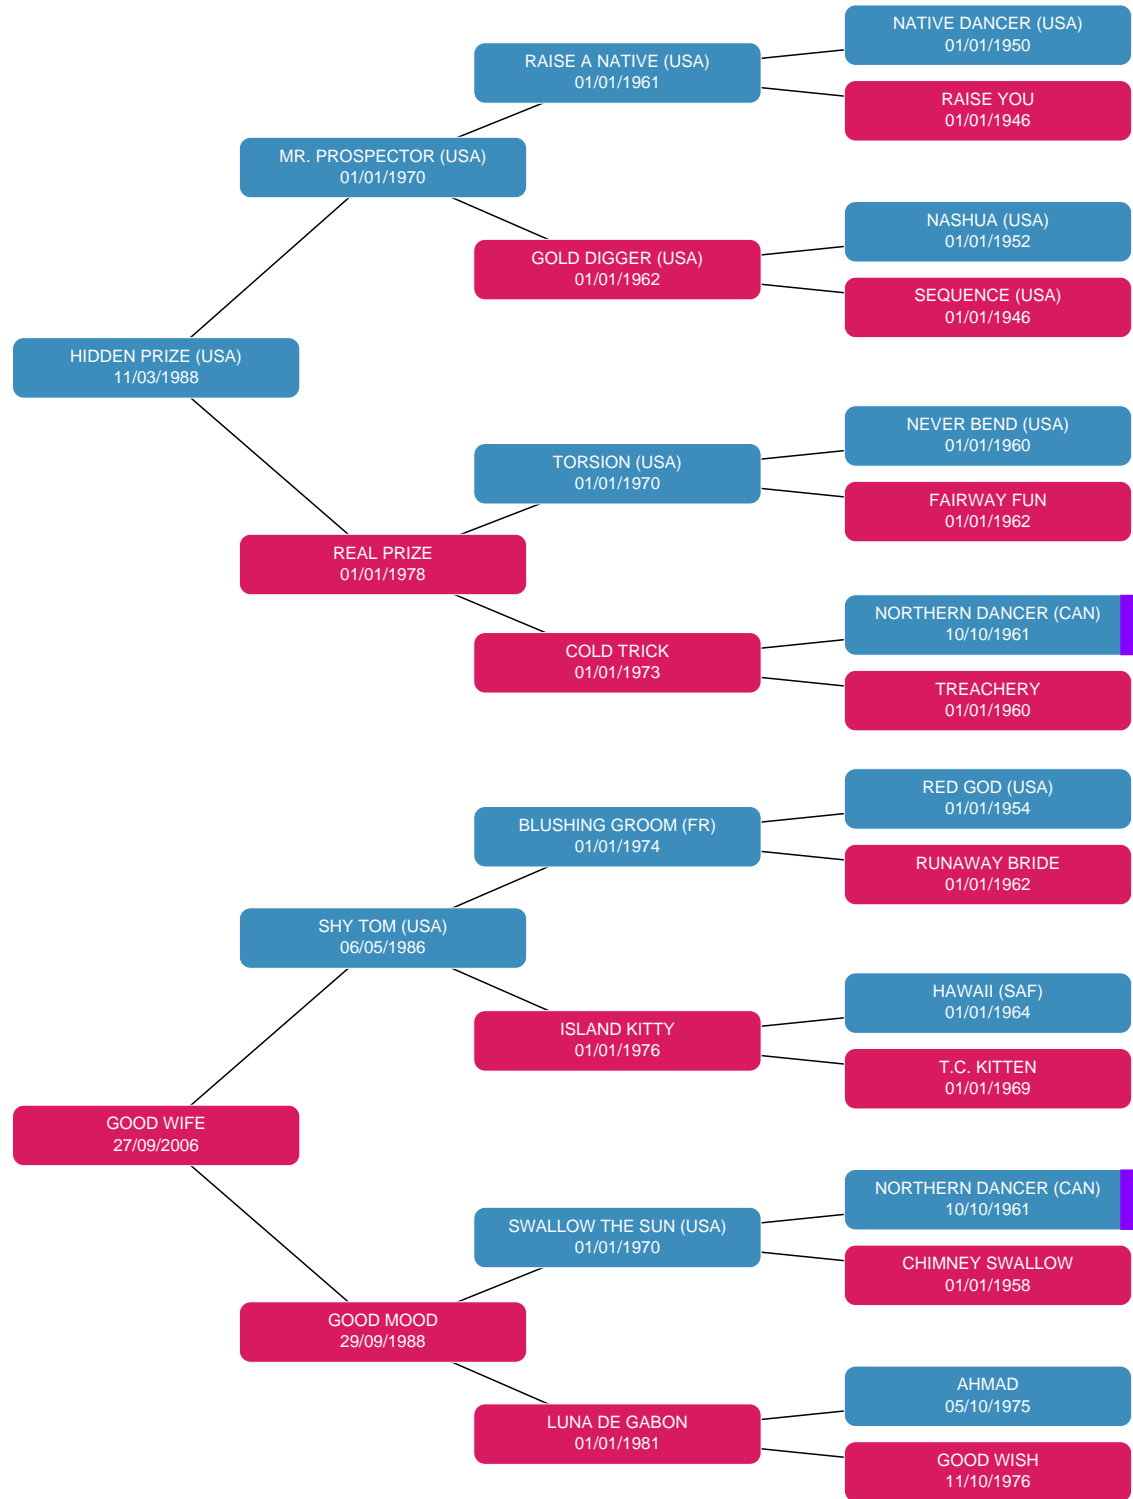 NATIVE DANCER (USA)
01/01/1950
RAISE A NATIVE (USA)
01/01/1961
RAISE YOU
01/01/1946
MR. PROSPECTOR (USA)
01/01/1970
NASHUA (USA)
01/01/1952
GOLD DIGGER (USA)
01/01/1962
SEQUENCE (USA)
01/01/1946
HIDDEN PRIZE (USA)
11/03/1988
NEVER BEND (USA)
01/01/1960
TORSION (USA)
01/01/1970
FAIRWAY FUN
01/01/1962
REAL PRIZE
01/01/1978
NORTHERN DANCER (CAN)
10/10/1961
COLD TRICK
01/01/1973
TREACHERY
01/01/1960
RED GOD (USA)
01/01/1954
BLUSHING GROOM (FR)
01/01/1974
RUNAWAY BRIDE
01/01/1962
SHY TOM (USA)
06/05/1986
HAWAII (SAF)
01/01/1964
ISLAND KITTY
01/01/1976
T.C. KITTEN
01/01/1969
GOOD WIFE
27/09/2006
NORTHERN DANCER (CAN)
10/10/1961
SWALLOW THE SUN (USA)
01/01/1970
CHIMNEY SWALLOW
01/01/1958
GOOD MOOD
29/09/1988
AHMAD
05/10/1975
LUNA DE GABON
01/01/1981
GOOD WISH
11/10/1976